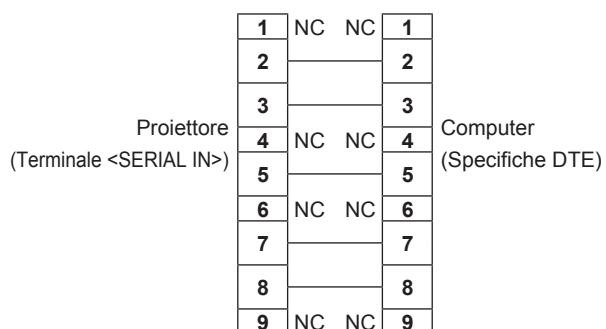 1 NC NC 1
2 2
3 3
Proiettore
(Terminale <SERIAL IN>)
4 NC NC 4
Computer
(Specifiche DTE)
5 5
6 NC NC 6
7 7
8 8
9 NC NC 9